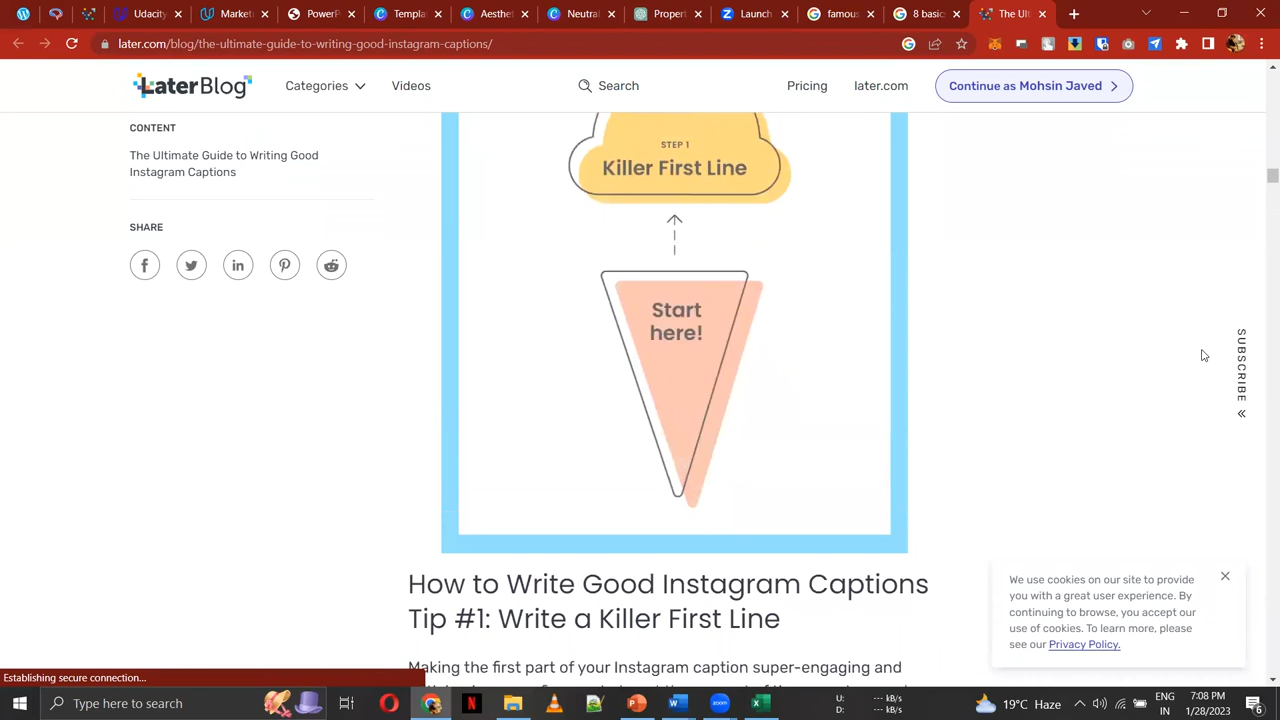 Udacity
Market
PowerP
Templat
Aesthe
Neutral
Propert
Launch
famous
8 basic
The Ult
later.com/blog/the-ultimate-guide-to-writing-good-instagram-captions/
LaterBlog
Categories
Videos
Search
Pricing
later.com
Continue as Mohsin Javed
CONTENT
The Ultimate Guide to Writing Good
Instagram Captions
SHARE
STEP 1
Killer First Line
Start
here!
SUBSCRIBE
How to Write Good Instagram Captions
Tip #1: Write a Killer First Line
Making the first part of your Instagram caption super-engaging and
We use cookies on our site to provide
you with a great user experience. By
continuing to browse, you accept our
use of cookies. To learn more, please
see our Privacy Policy.
Establishing secure connection...
Type here to search
U: --- kB/s
D: --- kB/s
19°C Haze
ENG
IN
7:08 PM
1/28/2023
6